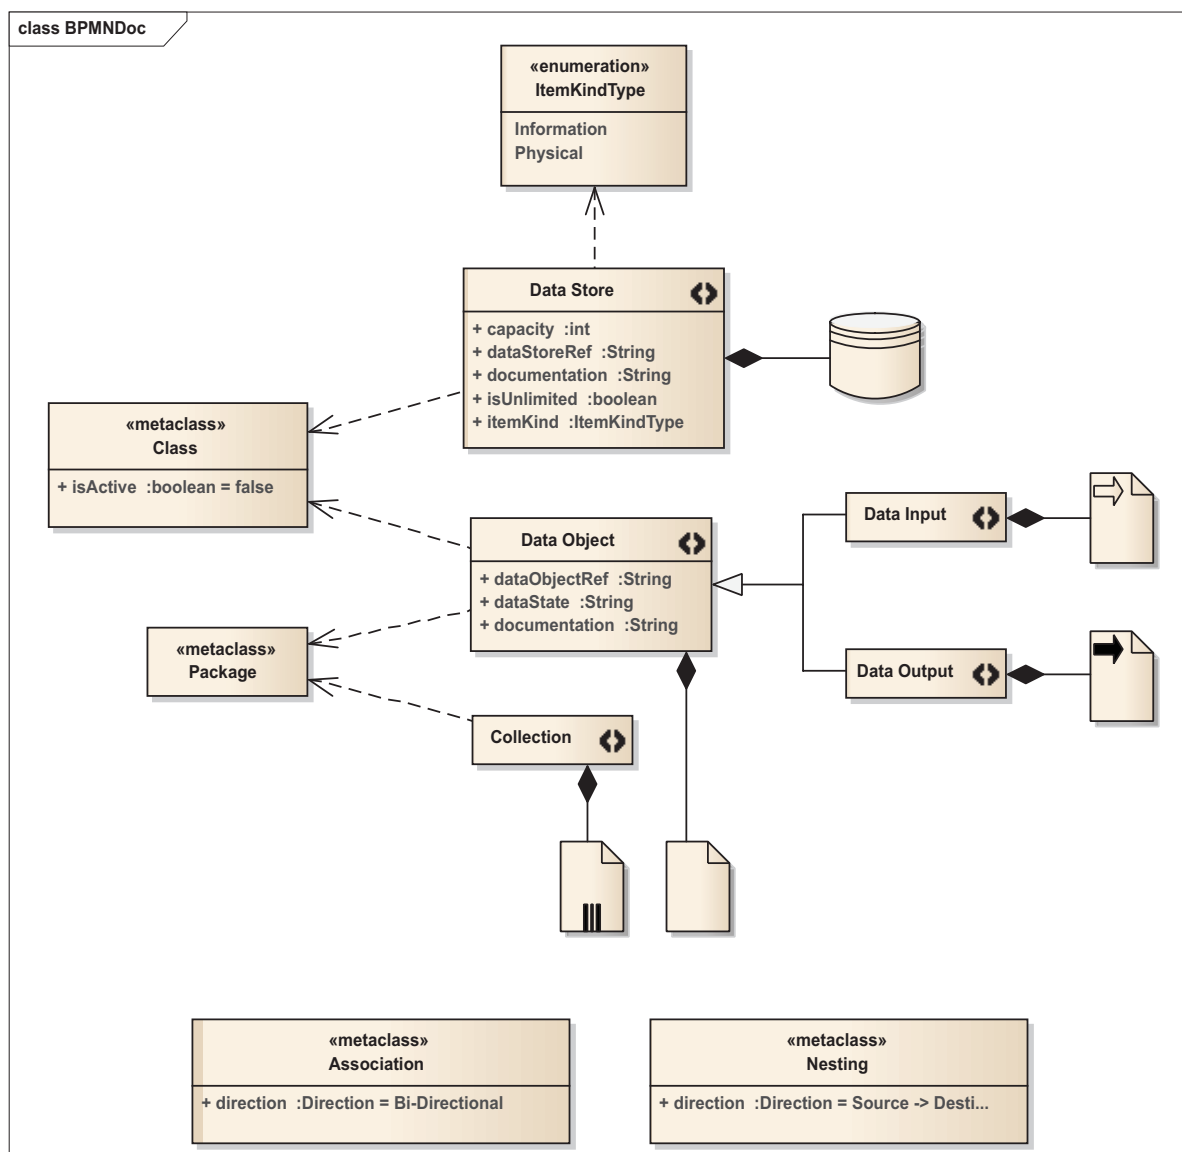 class BPMNDoc
«enumeration»
ItemKindType
Information
Physical
Data Store
+ capacity :int
+ dataStoreRef :String
+ documentation :String
+ isUnlimited :boolean
+ itemKind :ItemKindType
«metaclass»
Class
+ isActive :boolean = false
Data Object
+ dataObjectRef :String
+ dataState :String
+ documentation :String
Data Input
Data Output
«metaclass»
Package
Collection
«metaclass»
Association
+ direction :Direction = Bi-Directional
«metaclass»
Nesting
+ direction :Direction = Source -> Desti...